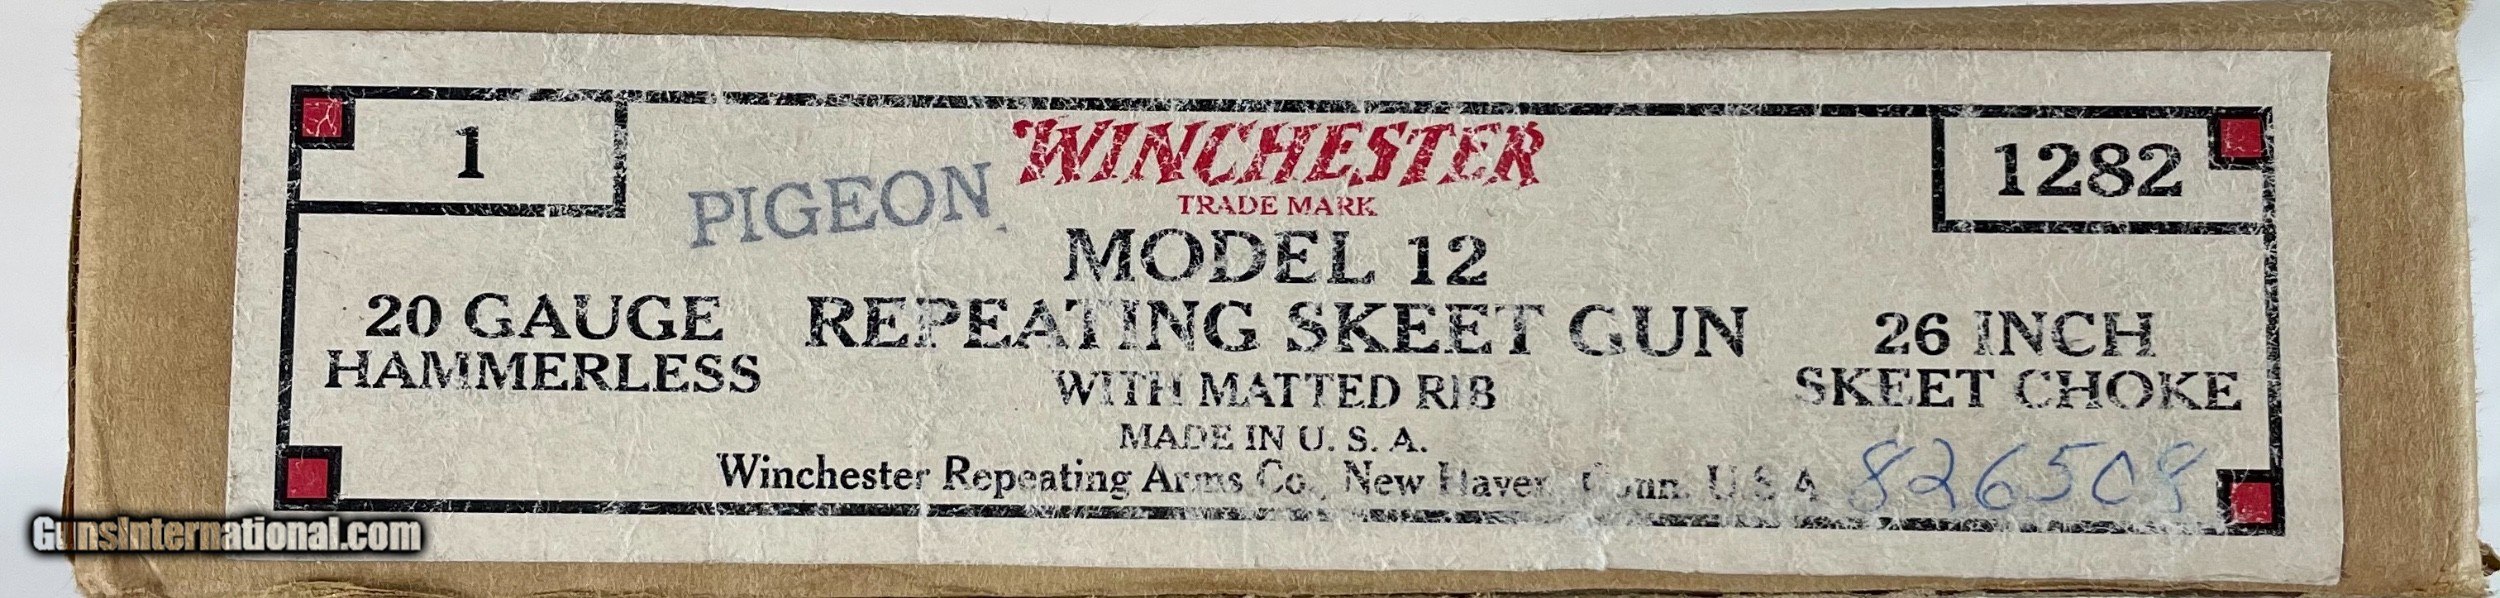 1
WINCHESTER
1282
TRADE MARK
PIGEON
MODEL 12
20 GAUGE
HAMMERLESS
REPEATING SKEET GUN
26 INCH
SKEET CHOKE
WITH MATTED RIB
MADE IN U. S. A.
Winchester Repeating Arms Co., New Haven, Conn. U.S.A.
826508
GunsInternational.com